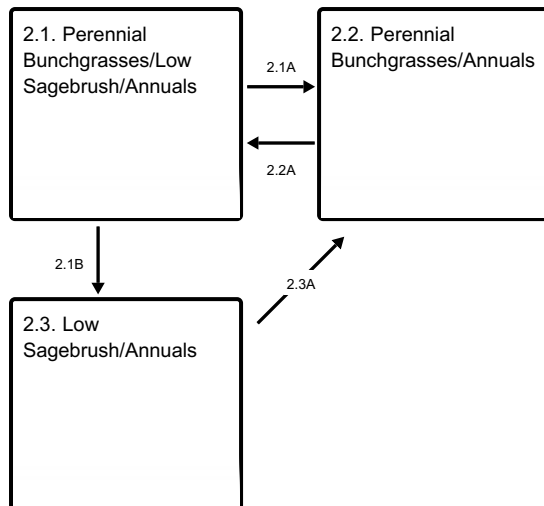 2.1. Perennial
Bunchgrasses/Low
Sagebrush/Annuals
2.1A
2.2. Perennial
Bunchgrasses/Annuals
2.2A
2.1B
2.3A
2.3. Low
Sagebrush/Annuals